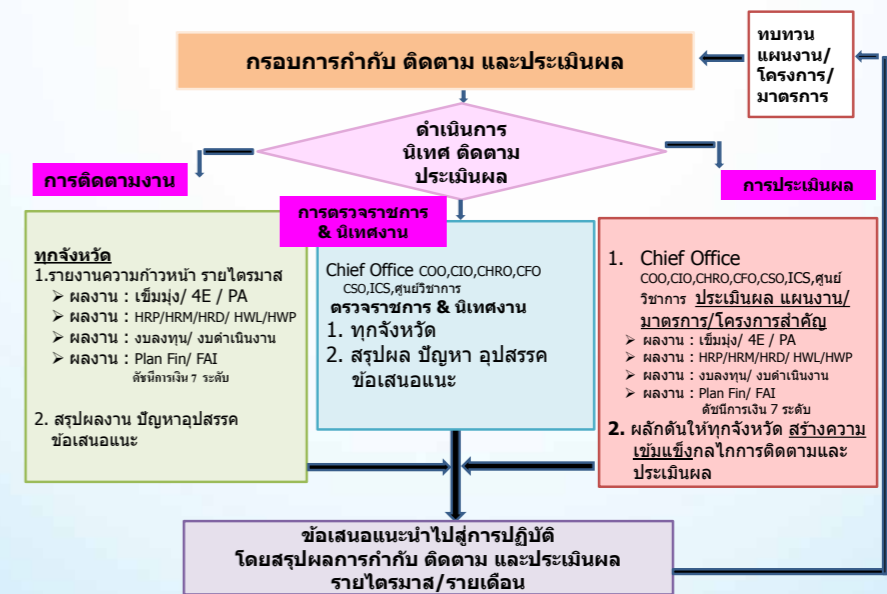 กรอบการกำกับ ติดตาม และประเมินผล
ทบทวน
แผนงาน/
โครงการ/
มาตรการ
ดำเนินการ
นิเทศ ติดตาม
ประเมินผล
การติดตามงาน
ทุกจังหวัด
1.รายงานความก้าวหน้า รายไตรมาส
➢ ผลงาน : เข็มมุ่ง/ 4E / PA
➢ ผลงาน : HRP/HRM/HRD/ HWL/HWP
➢ ผลงาน : งบลงทุน/ งบดำเนินงาน
➢ ผลงาน : Plan Fin/ FAI
ดัชนีการเงิน 7 ระดับ
2. สรุปผลงาน ปัญหาอุปสรรค
ข้อเสนอแนะ
การตรวจราชการ
& นิเทศงาน
Chief Office COO,CIO,CHRO,CFO
CSO,ICS,ศูนย์วิชาการ
ตรวจราชการ & นิเทศงาน
1. ทุกจังหวัด
2. สรุปผล ปัญหา อุปสรรค
ข้อเสนอแนะ
การประเมินผล
1. Chief Office
COO,CIO,CHRO,CFO,CSO,ICS,ศูนย์
วิชาการ ประเมินผล แผนงาน/
มาตรการ/โครงการสำคัญ
➢ ผลงาน : เข็มมุ่ง/ 4E / PA
➢ ผลงาน : HRP/HRM/HRD/ HWL/HWP
➢ ผลงาน : งบลงทุน/ งบดำเนินงาน
➢ ผลงาน : Plan Fin/ FAI
ดัชนีการเงิน 7 ระดับ
2. ผลักดันให้ทุกจังหวัด สร้างความ
เข้มแข็งกลไกการติดตามและ
ประเมินผล
ข้อเสนอแนะนำไปสู่การปฏิบัติ
โดยสรุปผลการกำกับ ติดตาม และประเมินผล
รายไตรมาส/รายเดือน